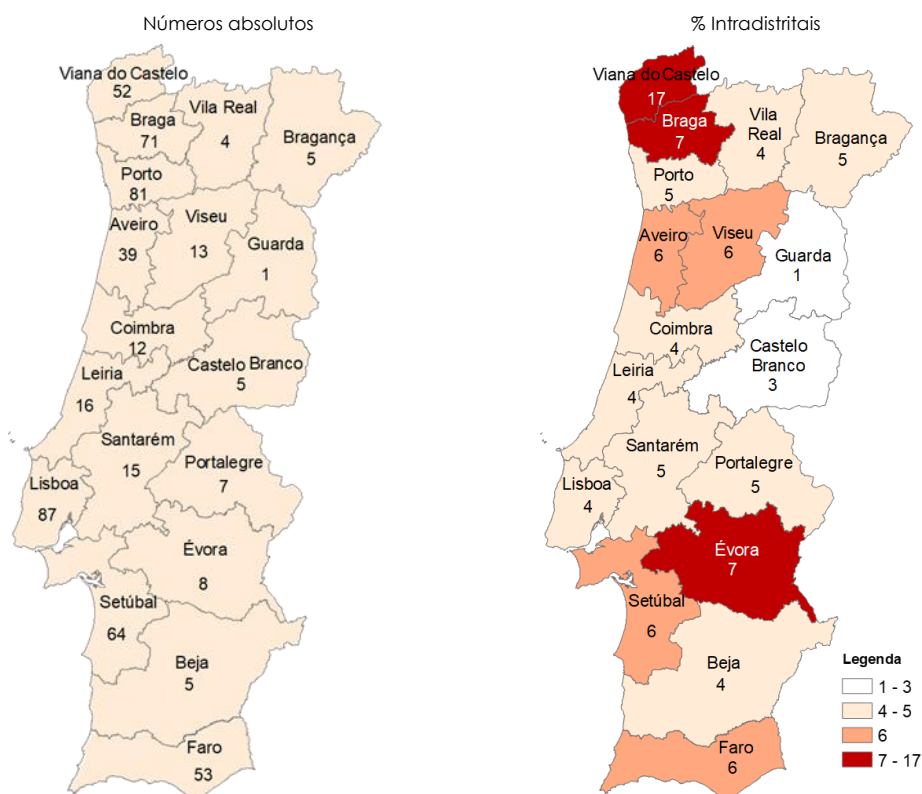 Números absolutos
Viana do Castelo
52
Braga
71
Vila Real
4
Bragança
5
Porto
81
Aveiro
39
Viseu
13
Guarda
1
Coimbra
12
Castelo Branco
5
Leiria
16
Santarém
15
Portalegre
7
Lisboa
87
Évora
8
Setúbal
64
Beja
5
Faro
53
% Intradistritais
Viana do Castelo
17
Braga
7
Vila
Real
4
Bragança
5
Porto
5
Aveiro
6
Viseu
6
Guarda
1
Coimbra
4
Castelo
Branco
3
Leiria
4
Santarém
5
Portalegre
5
Lisboa
4
Évora
7
Setúbal
6
Beja
4
Faro
6
Legenda
1 - 3
4 - 5
6
7 - 17